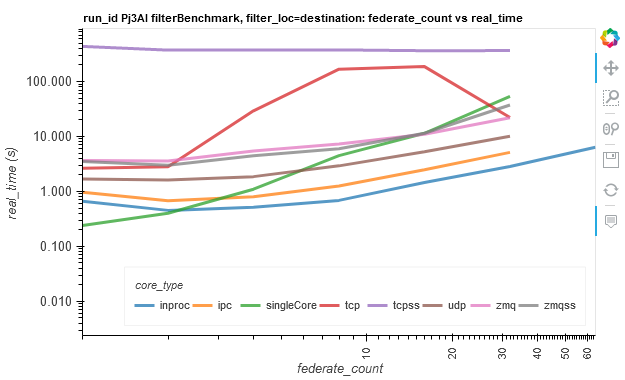 run_id Pj3AI filterBenchmark, filter_loc=destination: federate_count vs real_time
real_time (s)
100.000
10.000
1.000
0.100
0.010
core_type
inproc ipc singleCore tcp tcpss udp zmq zmqss
10 20 30 40 50 60
federate_count